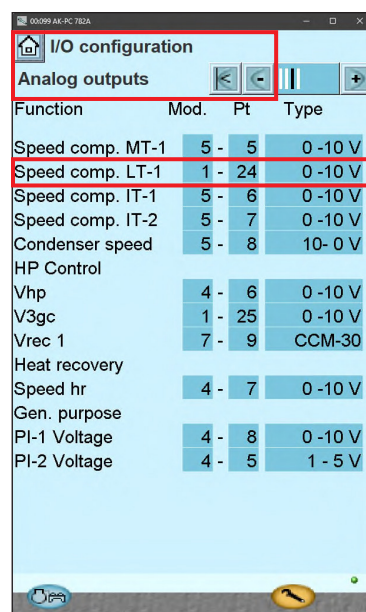 00:099 AK-PC 782A
I/O configuration
Analog outputs
Function Mod. Pt Type
Speed comp. MT-1 5 - 5 0 -10 V
Speed comp. LT-1 1 - 24 0 -10 V
Speed comp. IT-1 5 - 6 0 -10 V
Speed comp. IT-2 5 - 7 0 -10 V
Condenser speed 5 - 8 10- 0 V
HP Control
Vhp 4 - 6 0 -10 V
V3gc 1 - 25 0 -10 V
Vrec 1 7 - 9 CCM-30
Heat recovery
Speed hr 4 - 7 0 -10 V
Gen. purpose
PI-1 Voltage 4 - 8 0 -10 V
PI-2 Voltage 4 - 5 1 - 5 V